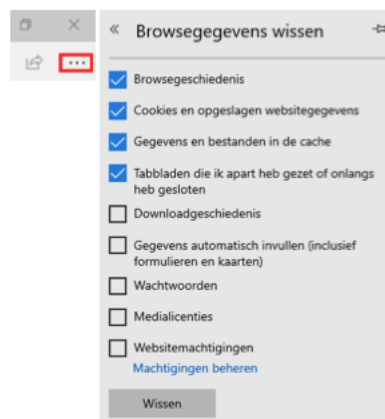 Browsegegevens wissen
Browsegeschiedenis
Cookies en opgeslagen websitegegevens
Gegevens en bestanden in de cache
Tabbladen die ik apart heb gezet of onlangs
heb gesloten
Downloadgeschiedenis
Gegevens automatisch invullen (inclusief
formulieren en kaarten)
Wachtwoorden
Medialicenties
Websitemachtigingen
Machtigingen beheren
Wissen